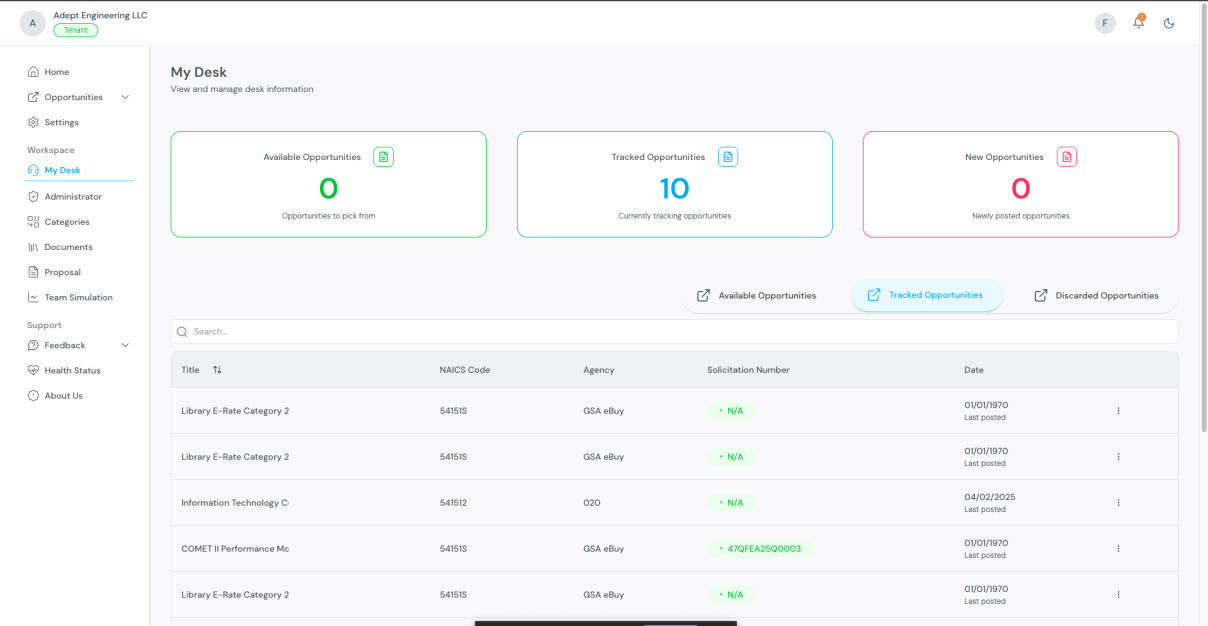 A
Adept Engineering LLC
Tenant
F
Home
Opportunities
Settings
Workspace
My Desk
Administrator
Categories
Documents
Proposal
Team Simulation
Support
Feedback
Health Status
About Us
My Desk
View and manage desk information
Available Opportunities
0
Opportunities to pick from
Tracked Opportunities
10
Currently tracking opportunities
New Opportunities
0
Newly posted opportunities
Available Opportunities
Tracked Opportunities
Discarded Opportunities
Search...
Title NAICS Code Agency Solicitation Number Date
Library E-Rate Category 2 54151S GSA eBuy • N/A 01/01/1970
Last posted
Library E-Rate Category 2 54151S GSA eBuy • N/A 01/01/1970
Last posted
Information Technology 541512 020 • N/A 04/02/2025
Last posted
COMET II Performance 54151S GSA eBuy • 47QFEA25Q0003 01/01/1970
Last posted
Library E-Rate Category 2 54151S GSA eBuy • N/A 01/01/1970
Last posted